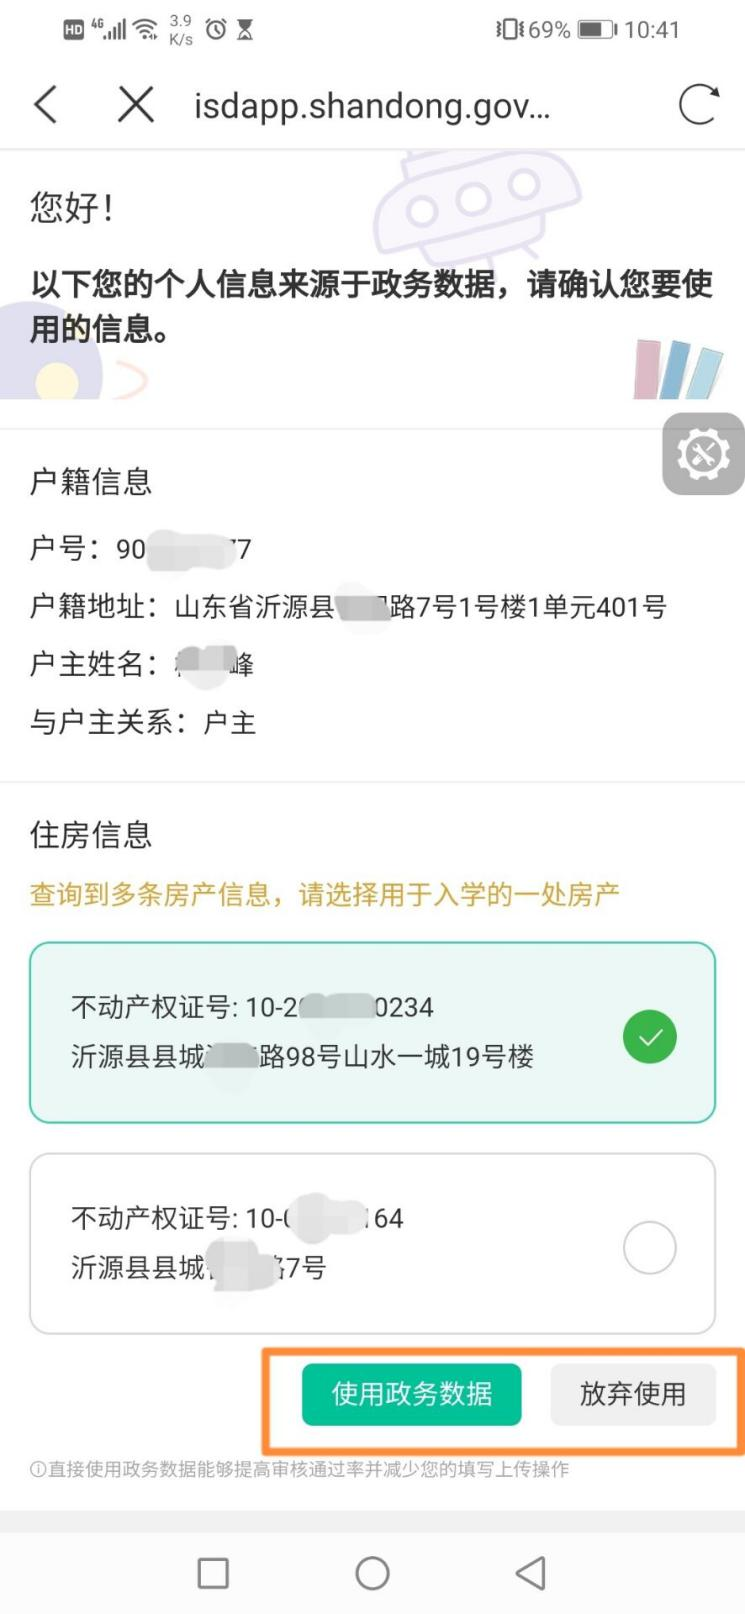 HD 4G 3.9 K/s 69% 10:41
isdapp.shandong.gov...
您好！
以下您的个人信息来源于政务数据，请确认您要使
用的信息。
户籍信息
户号：90 77
户籍地址：山东省沂源县 路7号1号楼1单元401号
户主姓名： 峰
与户主关系：户主
住房信息
查询到多条房产信息，请选择用于入学的一处房产
不动产权证号: 10-2 0234
沂源县县城 路98号山水一城19号楼
不动产权证号: 10- 164
沂源县县城 7号
使用政务数据 放弃使用
①直接使用政务数据能够提高审核通过率并减少您的填写上传操作